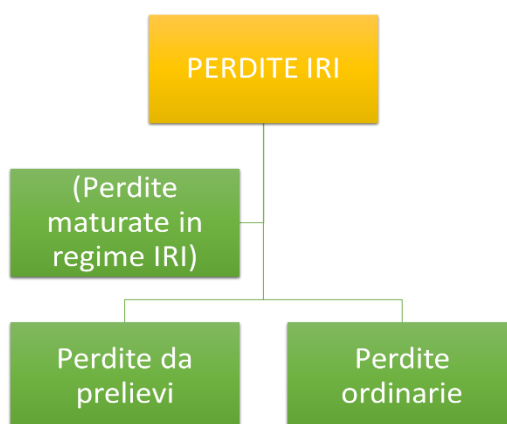 PERDITE IRI
(Perdite
maturate in
regime IRI)
Perdite da
prelievi
Perdite
ordinarie